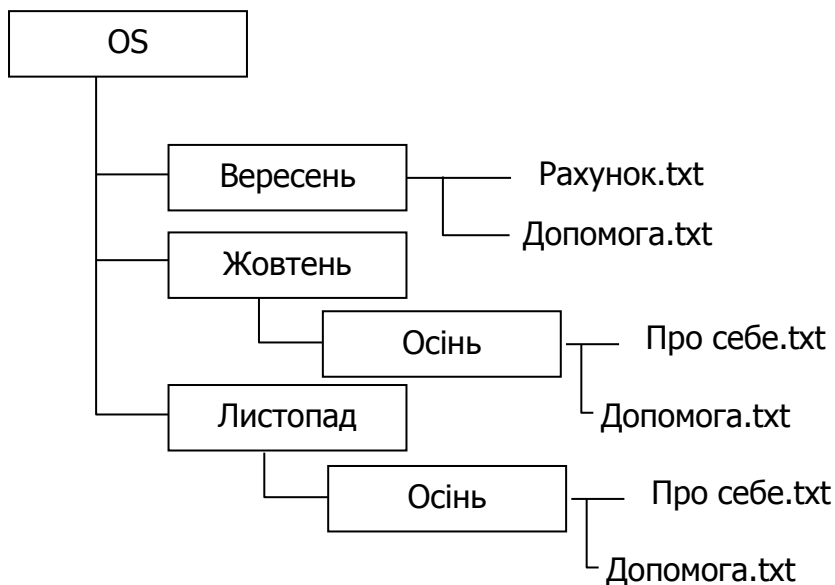 OS
Вересень
Рахунок.txt
Допомога.txt
Жовтень
Осінь
Про себе.txt
Допомога.txt
Листопад
Осінь
Про себе.txt
Допомога.txt